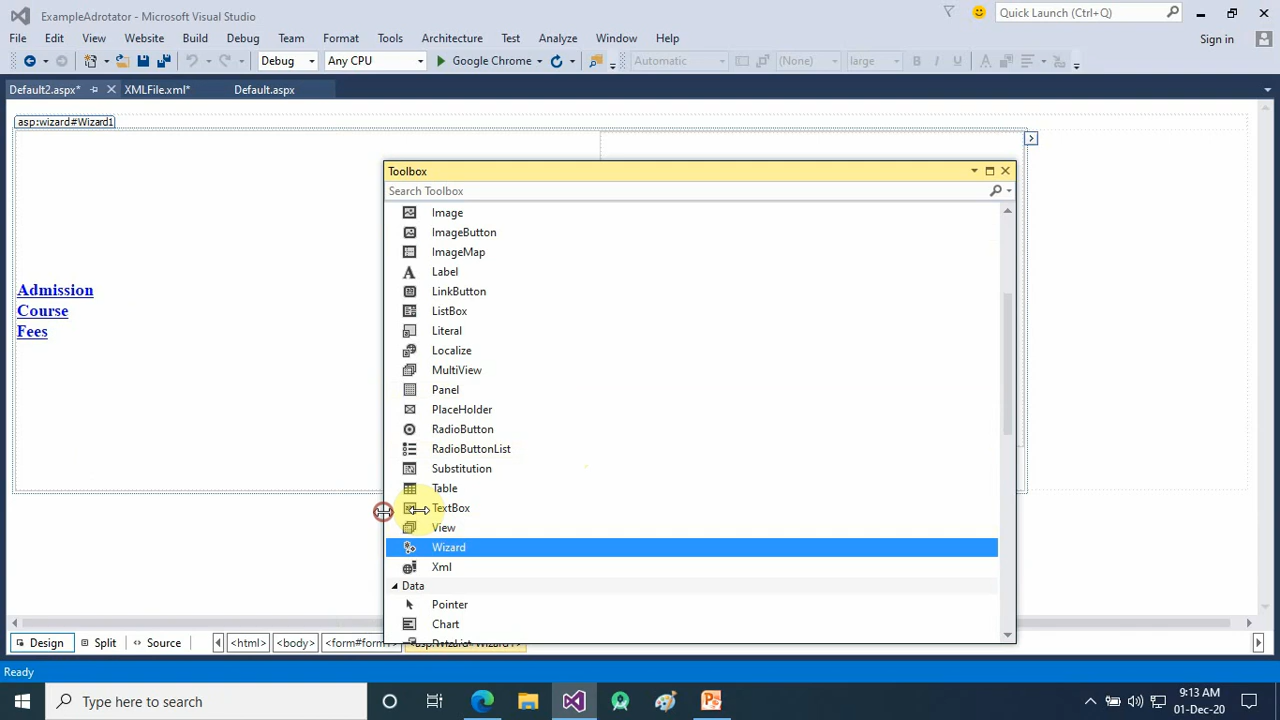 ExampleAdrotator - Microsoft Visual Studio
Quick Launch (Ctrl+Q)
File Edit View Website Build Debug Team Format Tools Architecture Test Analyze Window Help
Sign in
Debug Any CPU Google Chrome Automatic (None) large B I U A
Default2.aspx* XMLFile.xml* Default.aspx
asp:wizard#Wizard1
Toolbox
Search Toolbox
Image
ImageButton
ImageMap
Label
LinkButton
ListBox
Literal
Localize
MultiView
Panel
PlaceHolder
RadioButton
RadioButtonList
Substitution
Table
TextBox
View
Wizard
Xml
Data
Pointer
Chart
Admission
Course
Fees
Design Split Source <html> <body>
Ready
Type here to search
9:13 AM
01-Dec-20